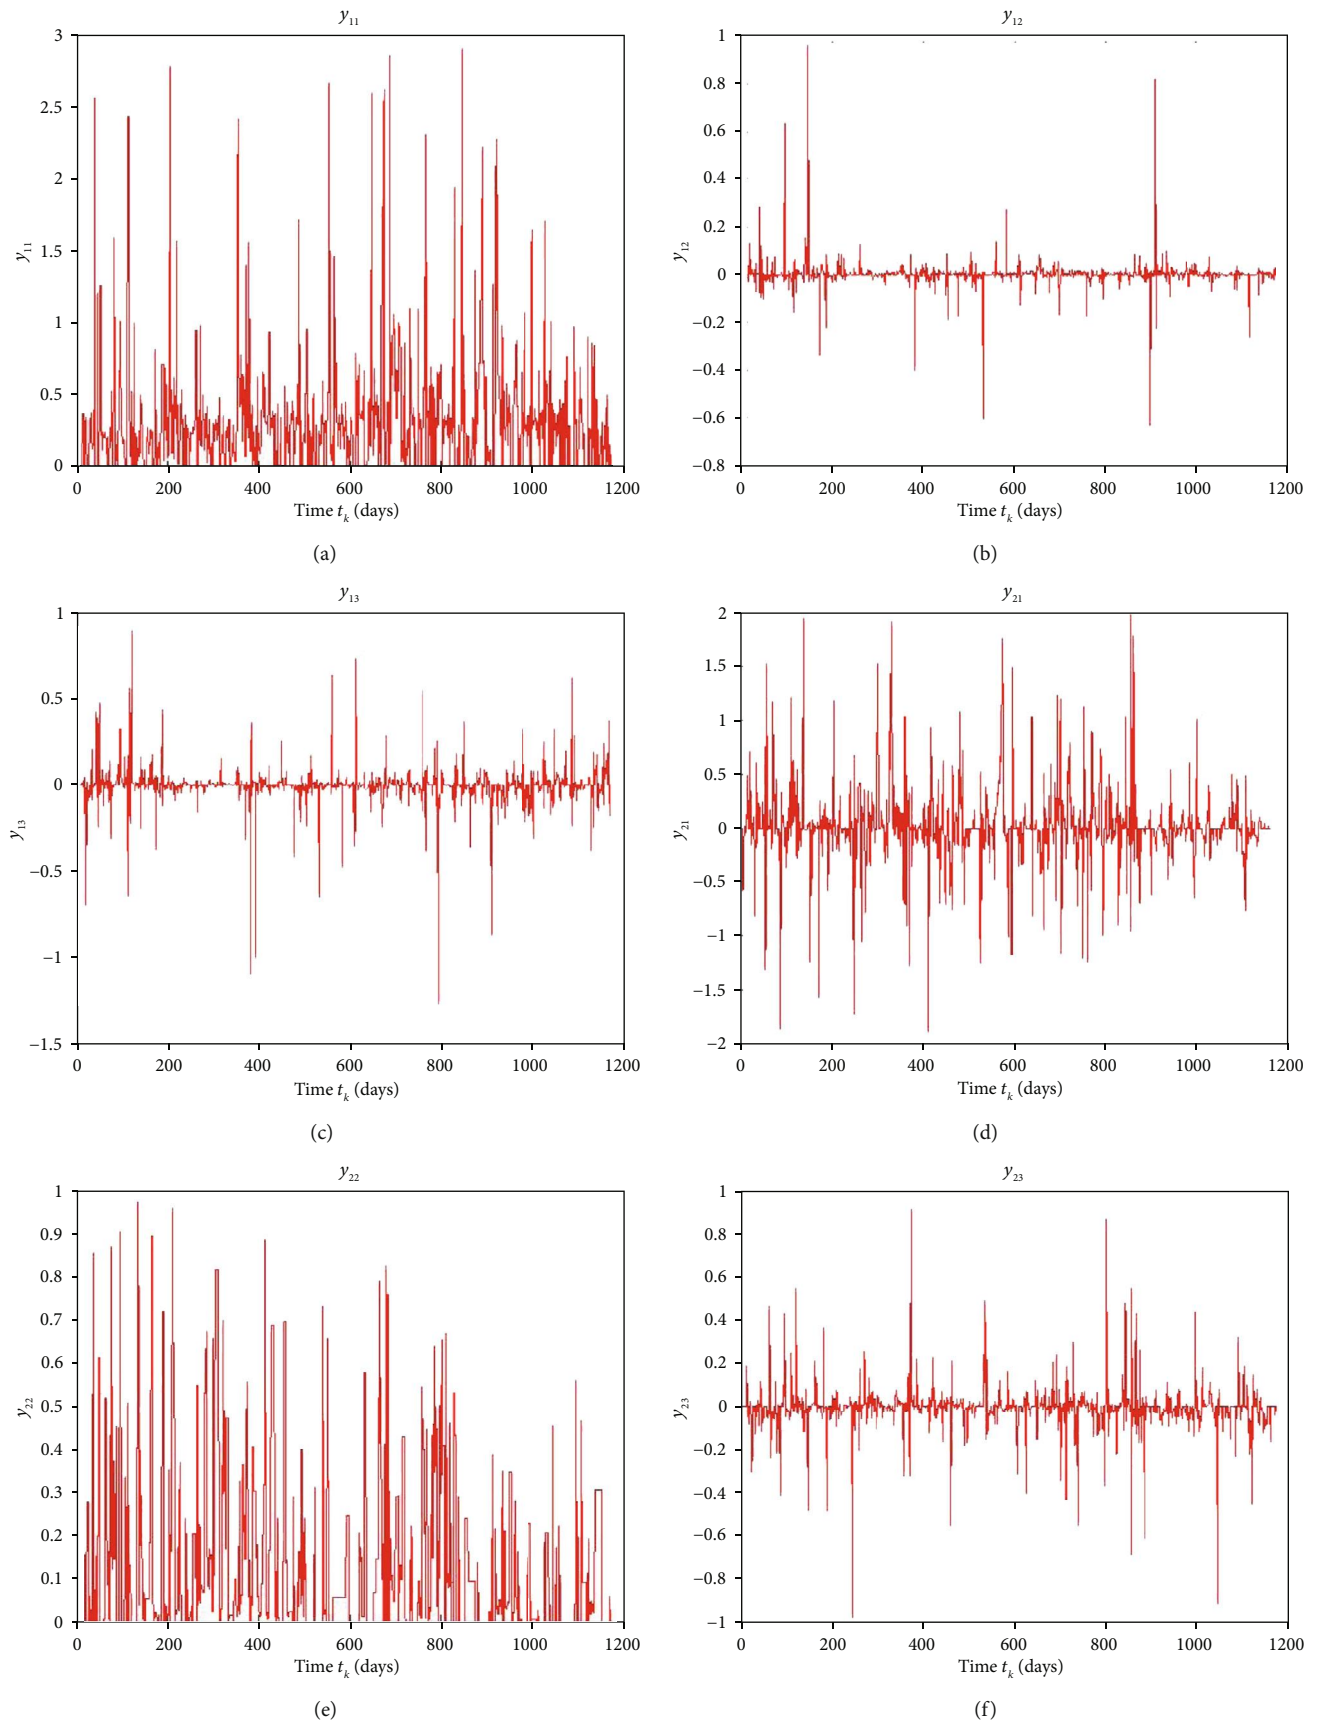 y₁₁
3
2.5
2
1.5
1
0.5
0
y₁₁
0 200 400 600 800 1000 1200
Time tₖ (days)
(a)
y₁₂
1
0.8
0.6
0.4
0.2
0
−0.2
−0.4
−0.6
−0.8
y₁₂
0 200 400 600 800 1000 1200
Time tₖ (days)
(b)
y₁₃
1
0.5
0
−0.5
−1
−1.5
y₁₃
0 200 400 600 800 1000 1200
Time tₖ (days)
(c)
y₂₁
2
1.5
1
0.5
0
−0.5
−1
−1.5
−2
y₂₁
0 200 400 600 800 1000 1200
Time tₖ (days)
(d)
y₂₂
1
0.9
0.8
0.7
0.6
0.5
0.4
0.3
0.2
0.1
0
y₂₂
0 200 400 600 800 1000 1200
Time tₖ (days)
(e)
y₂₃
1
0.8
0.6
0.4
0.2
0
−0.2
−0.4
−0.6
−0.8
−1
y₂₃
0 200 400 600 800 1000 1200
Time tₖ (days)
(f)